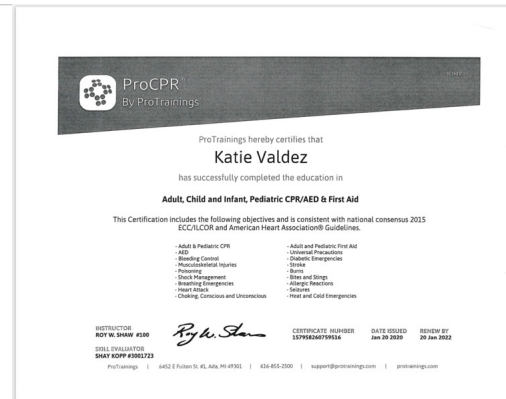 ProCPR
By ProTrainings
ProTrainings hereby certifies that
Katie Valdez
has successfully completed the education in
Adult, Child and Infant, Pediatric CPR/AED & First Aid
This Certification includes the following objectives and is consistent with national consensus 2015
ECC/ILCOR and American Heart Association® Guidelines.
- Adult & Pediatric CPR
- AED
- Bleeding Control
- Musculoskeletal Injuries
- Poisoning
- Shock Management
- Breathing Emergencies
- Heart Attack
- Choking, Conscious and Unconscious
- Adult and Pediatric First Aid
- Universal Precautions
- Diabetic Emergencies
- Stroke
- Burns
- Bites and Stings
- Allergic Reactions
- Seizures
- Heat and Cold Emergencies
INSTRUCTOR
ROY W. SHAW #100
SKILL EVALUATOR
SHAY KOPP #3001723
Roy W. Shaw
CERTIFICATE NUMBER
157958260759516
DATE ISSUED
Jan 20 2020
RENEW BY
20 Jan 2022
ProTrainings | 6452 E Fulton St. #1, Ada, MI 49301 | 616-855-2500 | support@protrainings.com | protrainings.com